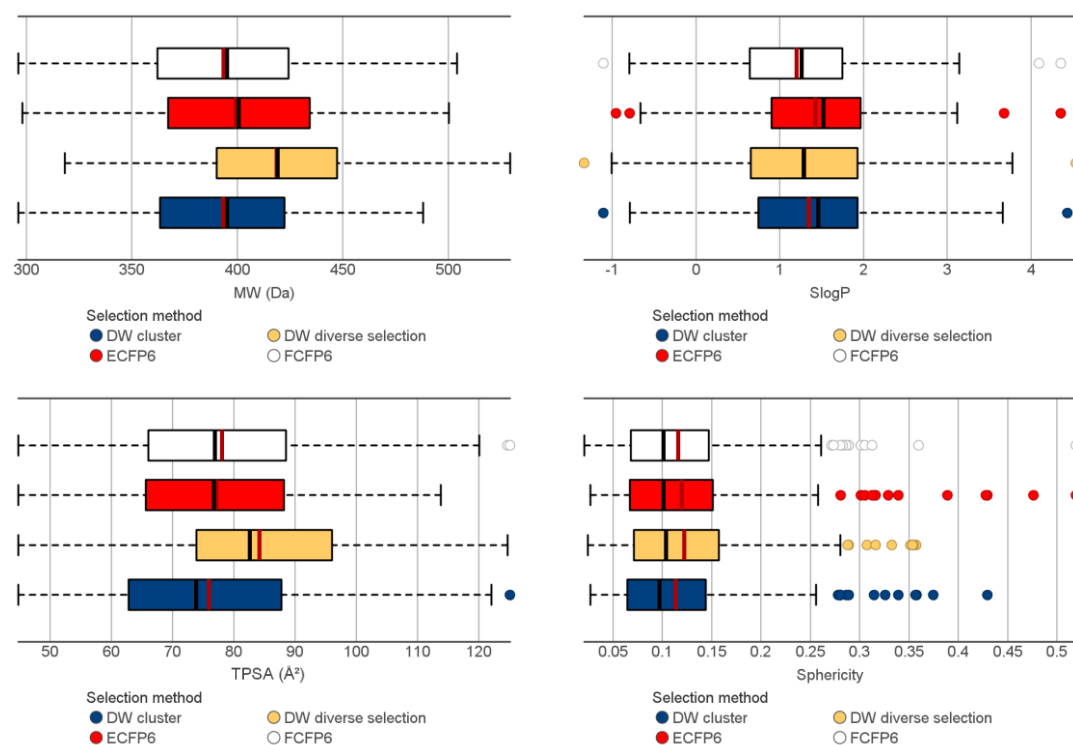 300 350 400 450 500
MW (Da)
Selection method
DW cluster DW diverse selection
ECFP6 FCFP6
-1 0 1 2 3 4
SlogP
Selection method
DW cluster DW diverse selection
ECFP6 FCFP6
50 60 70 80 90 100 110 120
TPSA (Å²)
Selection method
DW cluster DW diverse selection
ECFP6 FCFP6
0.05 0.1 0.15 0.2 0.25 0.3 0.35 0.4 0.45 0.5
Sphericity
Selection method
DW cluster DW diverse selection
ECFP6 FCFP6